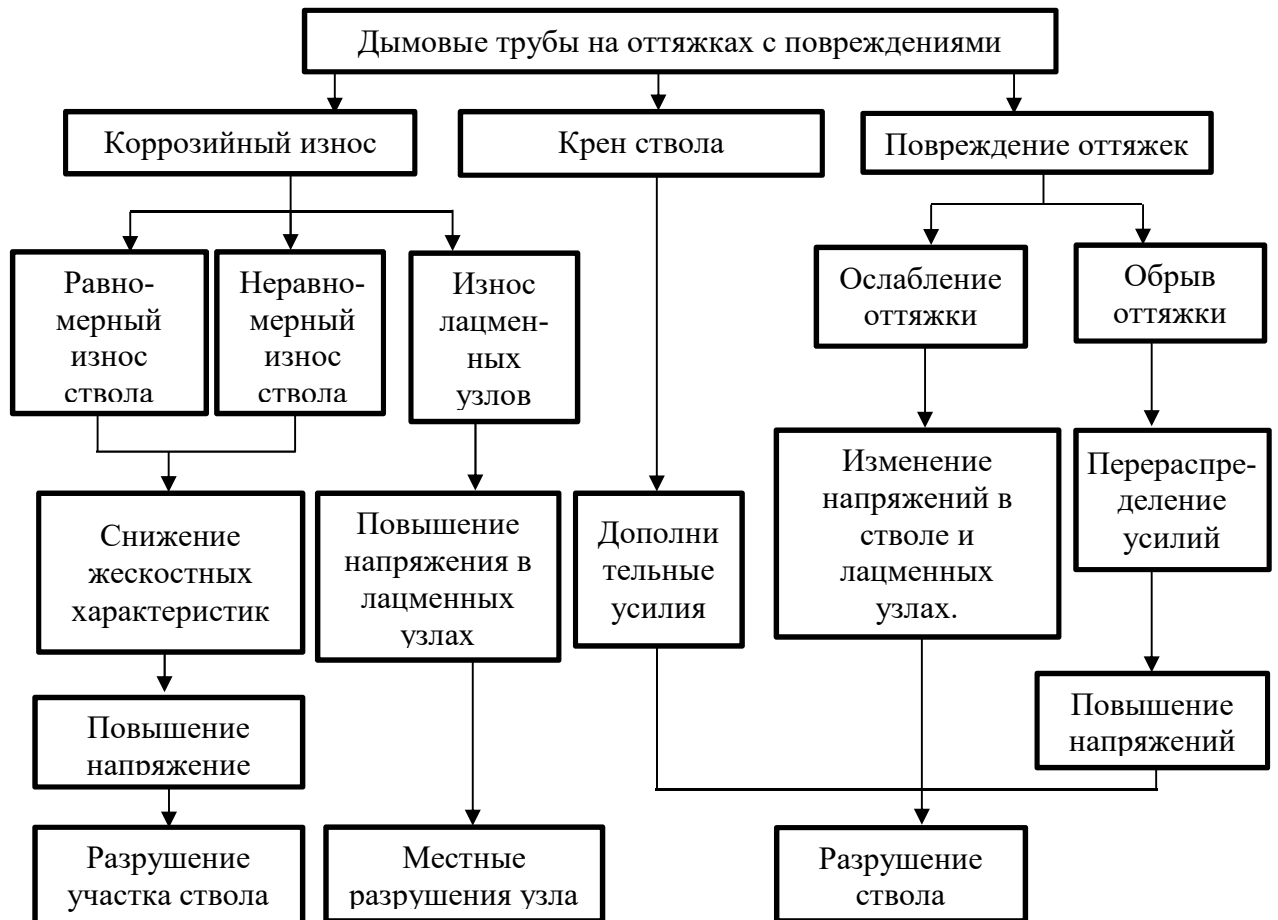 Дымовые трубы на оттяжках с повреждениями
Коррозийный износ
Крен ствола
Повреждение оттяжек
Равно-
мерный
износ
ствола
Неравно-
мерный
износ
ствола
Износ
лацмен-
ных
узлов
Ослабление
оттяжки
Обрыв
оттяжки
Снижение
жескостных
характеристик
Повышение
напряжения в
лацменных
узлах
Дополни
тельные
усилия
Изменение
напряжений в
стволе и
лацменных
узлах.
Перераспре-
деление
усилий
Повышение
напряжение
Повышение
напряжений
Разрушение
участка ствола
Местные
разрушения узла
Разрушение
ствола